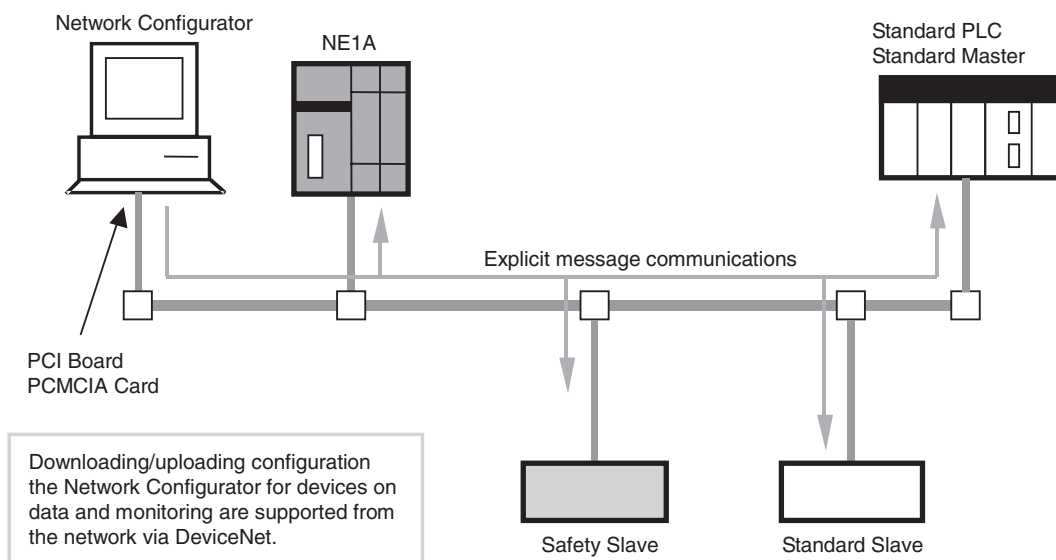 Network Configurator
NE1A
Standard PLC
Standard Master
Explicit message communications
PCI Board
PCMCIA Card
Downloading/uploading configuration
the Network Configurator for devices on
data and monitoring are supported from
the network via DeviceNet.
Safety Slave
Standard Slave